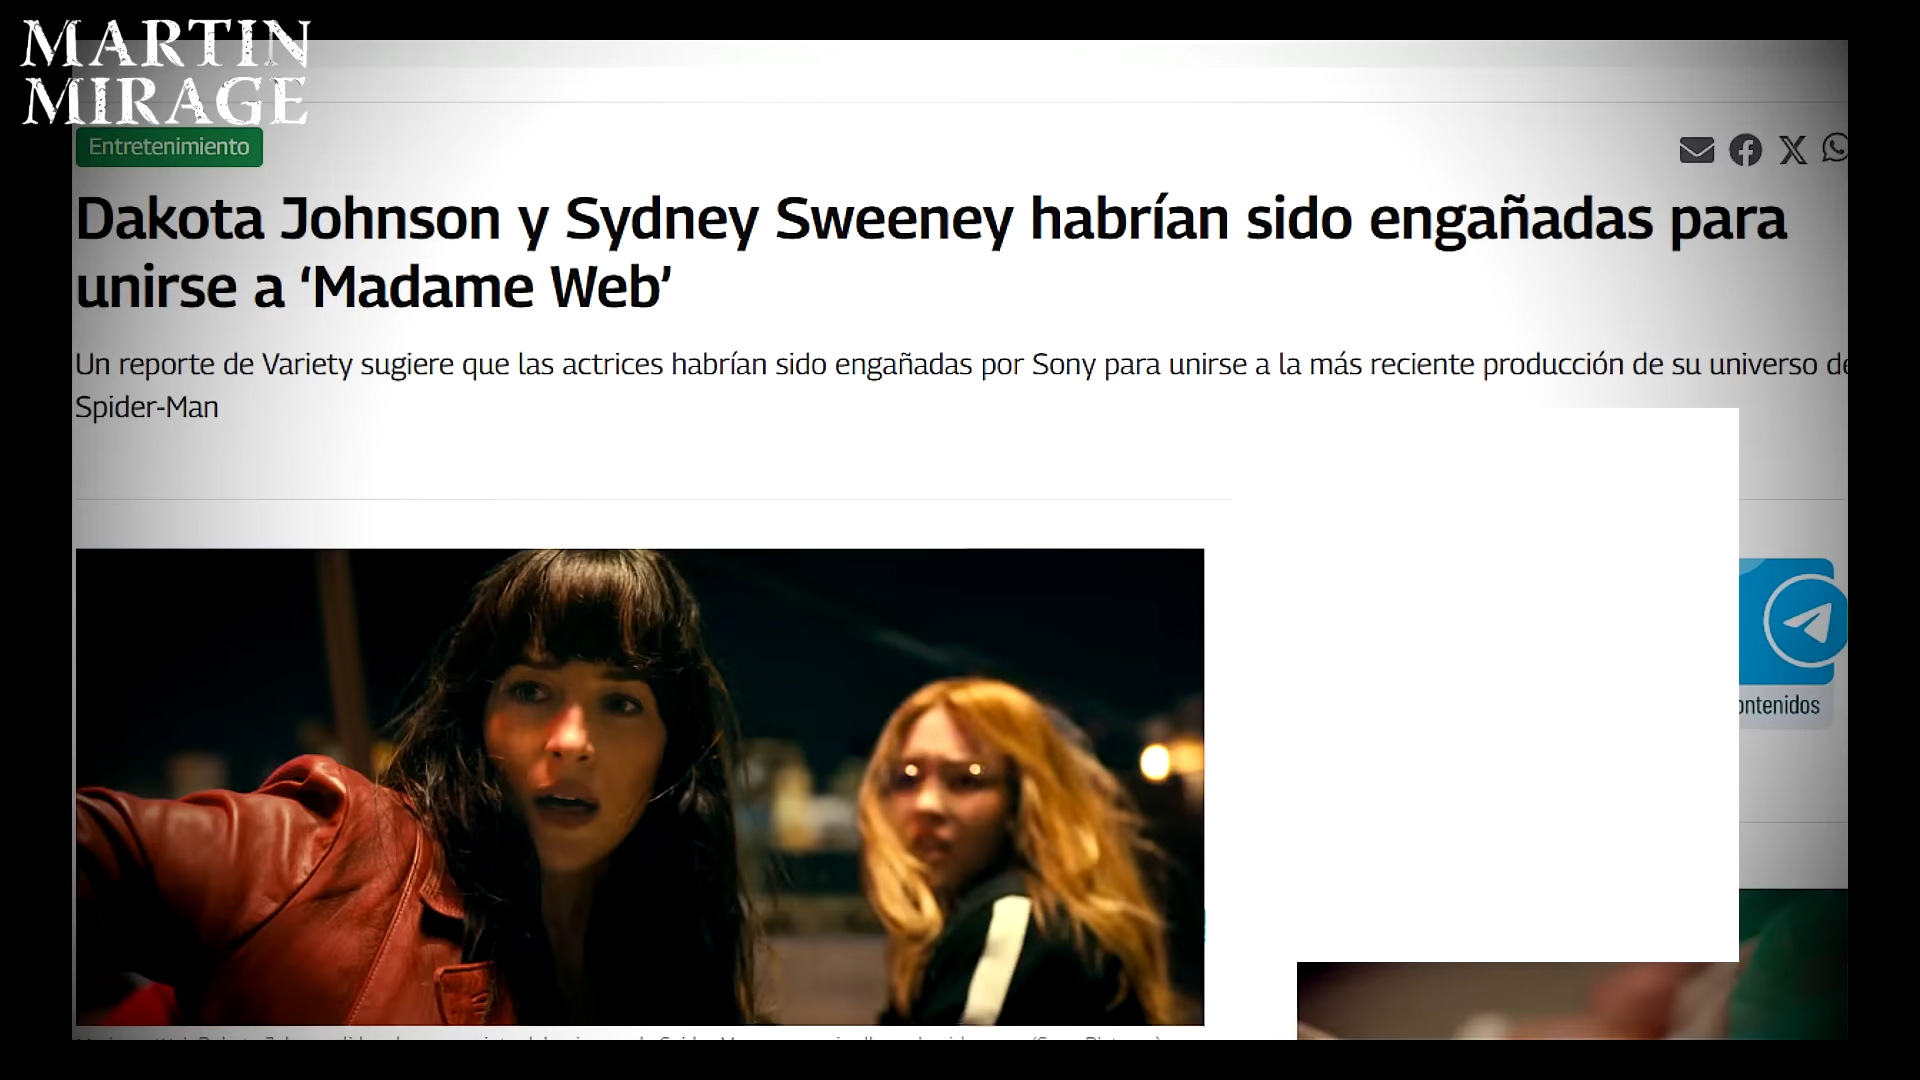 MARTIN
MIRAGE
Entretenimiento
Dakota Johnson y Sydney Sweeney habrían sido engañadas para
unirse a ‘Madame Web’
Un reporte de Variety sugiere que las actrices habrían sido engañadas por Sony para unirse a la más reciente producción de su universo de
Spider-Man
ontenidos